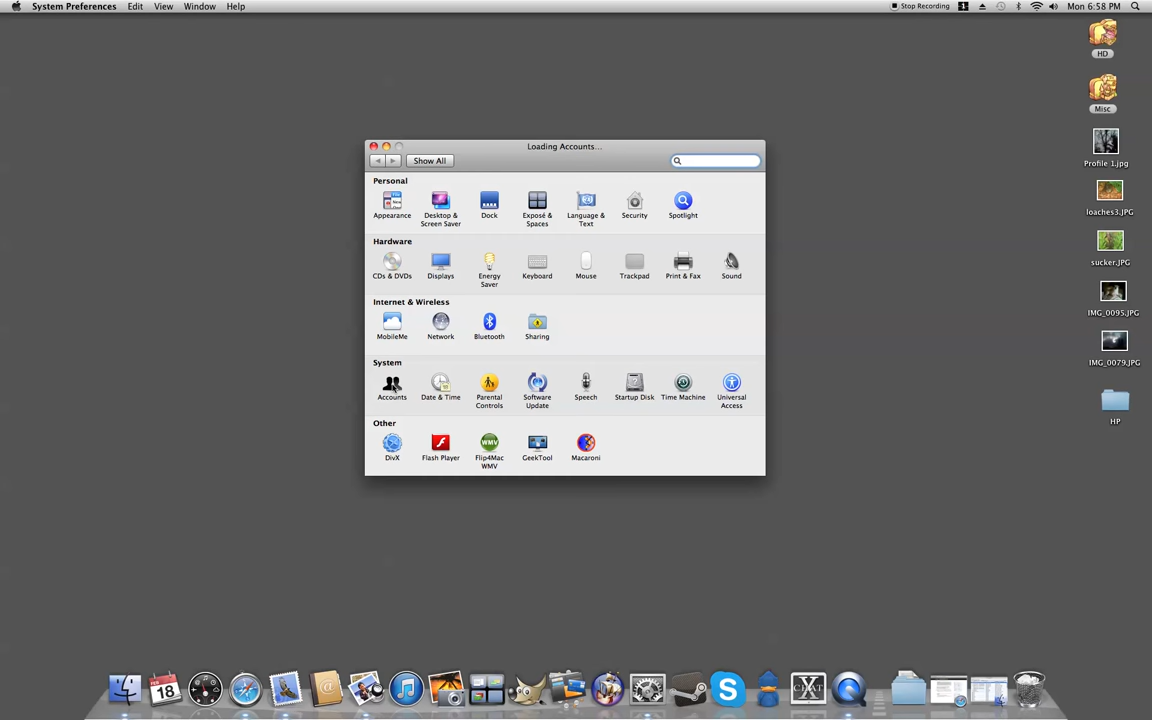 System Preferences Edit View Window Help
Stop Recording 1 Mon 6:58 PM
HD
Misc
Profile 1.jpg
loaches3.JPG
sucker.JPG
IMG_0095.JPG
IMG_0079.JPG
HP
Loading Accounts...
Show All
Personal
Appearance Desktop & Screen Saver Dock Exposé & Spaces Language & Text Security Spotlight
Hardware
CDs & DVDs Displays Energy Saver Keyboard Mouse Trackpad Print & Fax Sound
Internet & Wireless
MobileMe Network Bluetooth Sharing
System
Accounts Date & Time Parental Controls Software Update Speech Startup Disk Time Machine Universal Access
Other
DivX Flash Player Flip4Mac WMV GeekTool Macaroni
WMV
FEB
18
@
S
X
CHAT